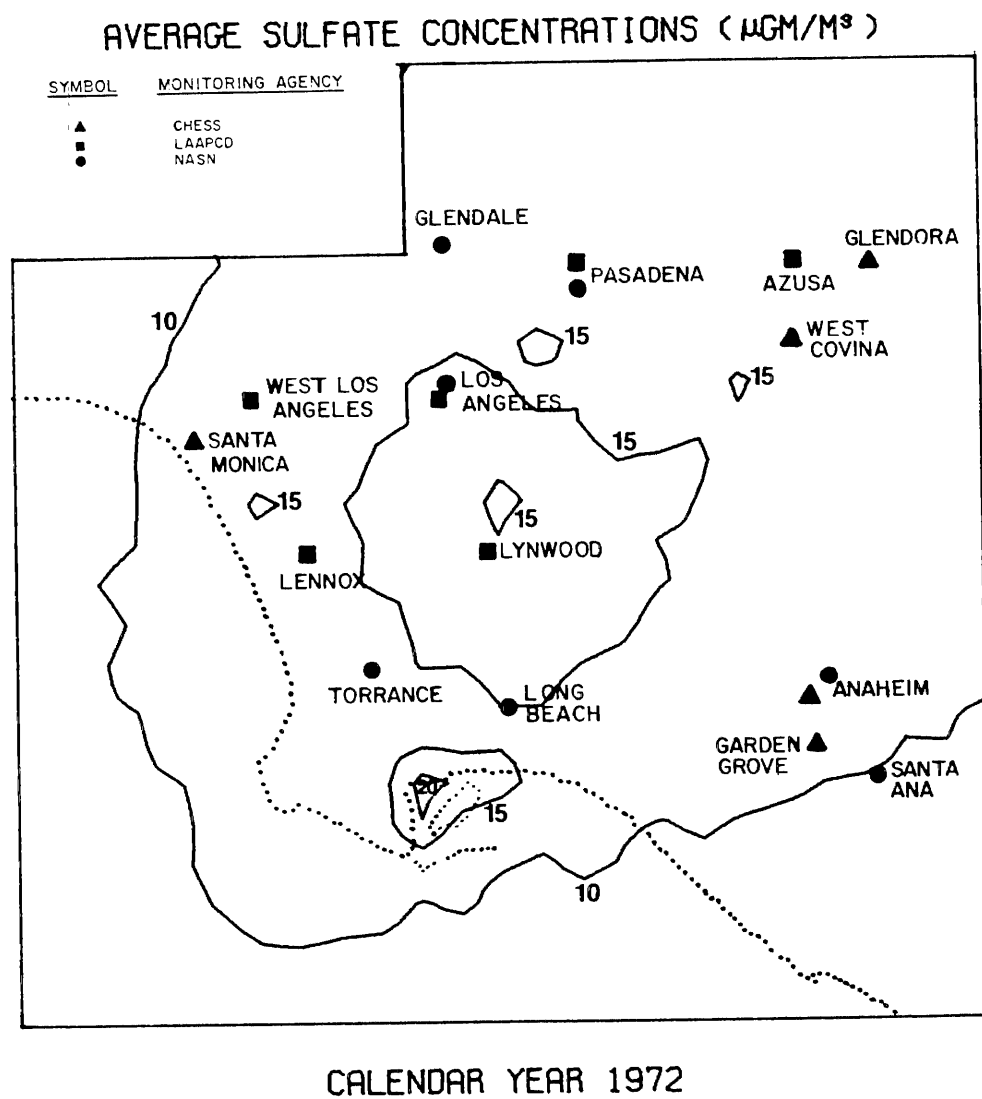 AVERAGE SULFATE CONCENTRATIONS (µGM/M³)
SYMBOL MONITORING AGENCY
CHESS
LAAPCD
NASN
GLENDALE
GLENDORA
PASADENA
AZUSA
10
15
WEST
COVINA
15
WEST LOS
ANGELES
LOS
ANGELES
SANTA
MONICA
15
15
15
LYNWOOD
LENNOX
TORRANCE
LONG
BEACH
ANAHEIM
GARDEN
GROVE
SANTA
ANA
20
15
10
CALENDAR YEAR 1972